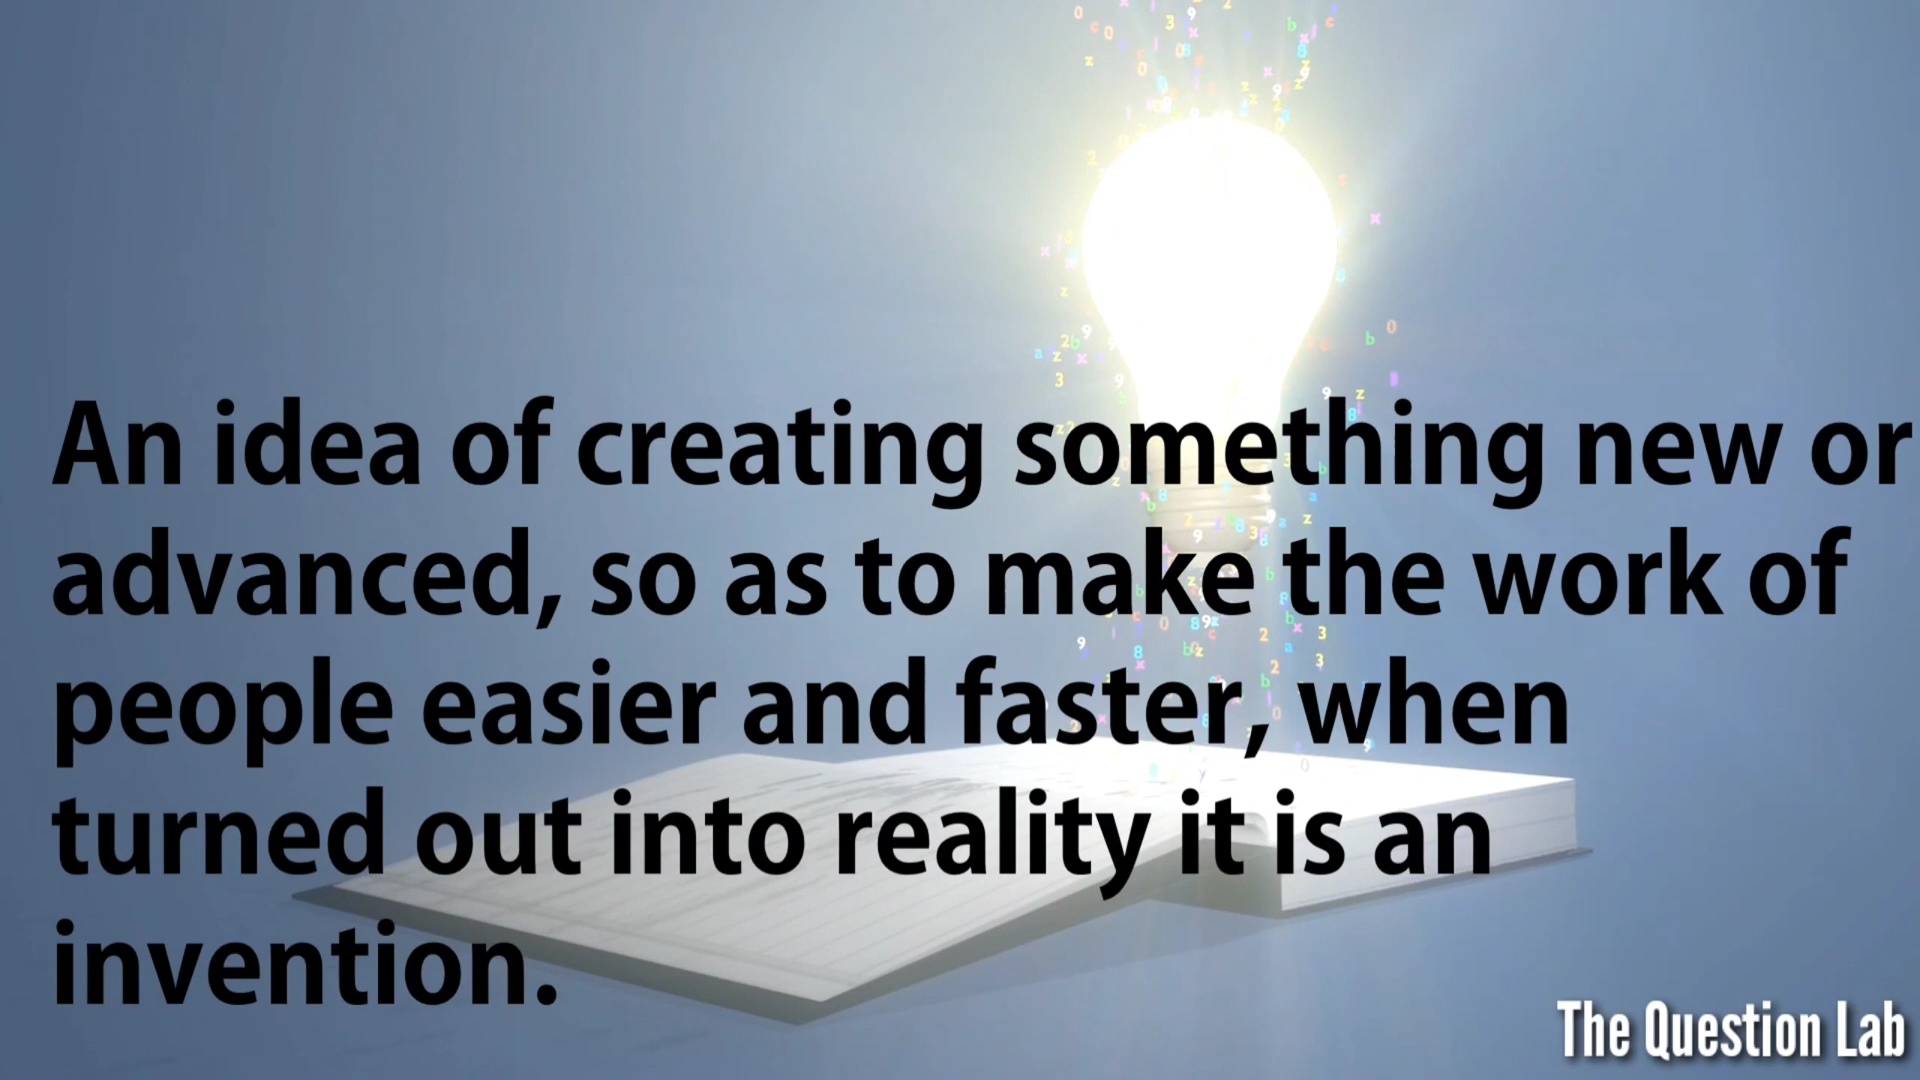 An idea of creating something new or
advanced, so as to make the work of
people easier and faster, when
turned out into reality it is an
invention.
The Question Lab